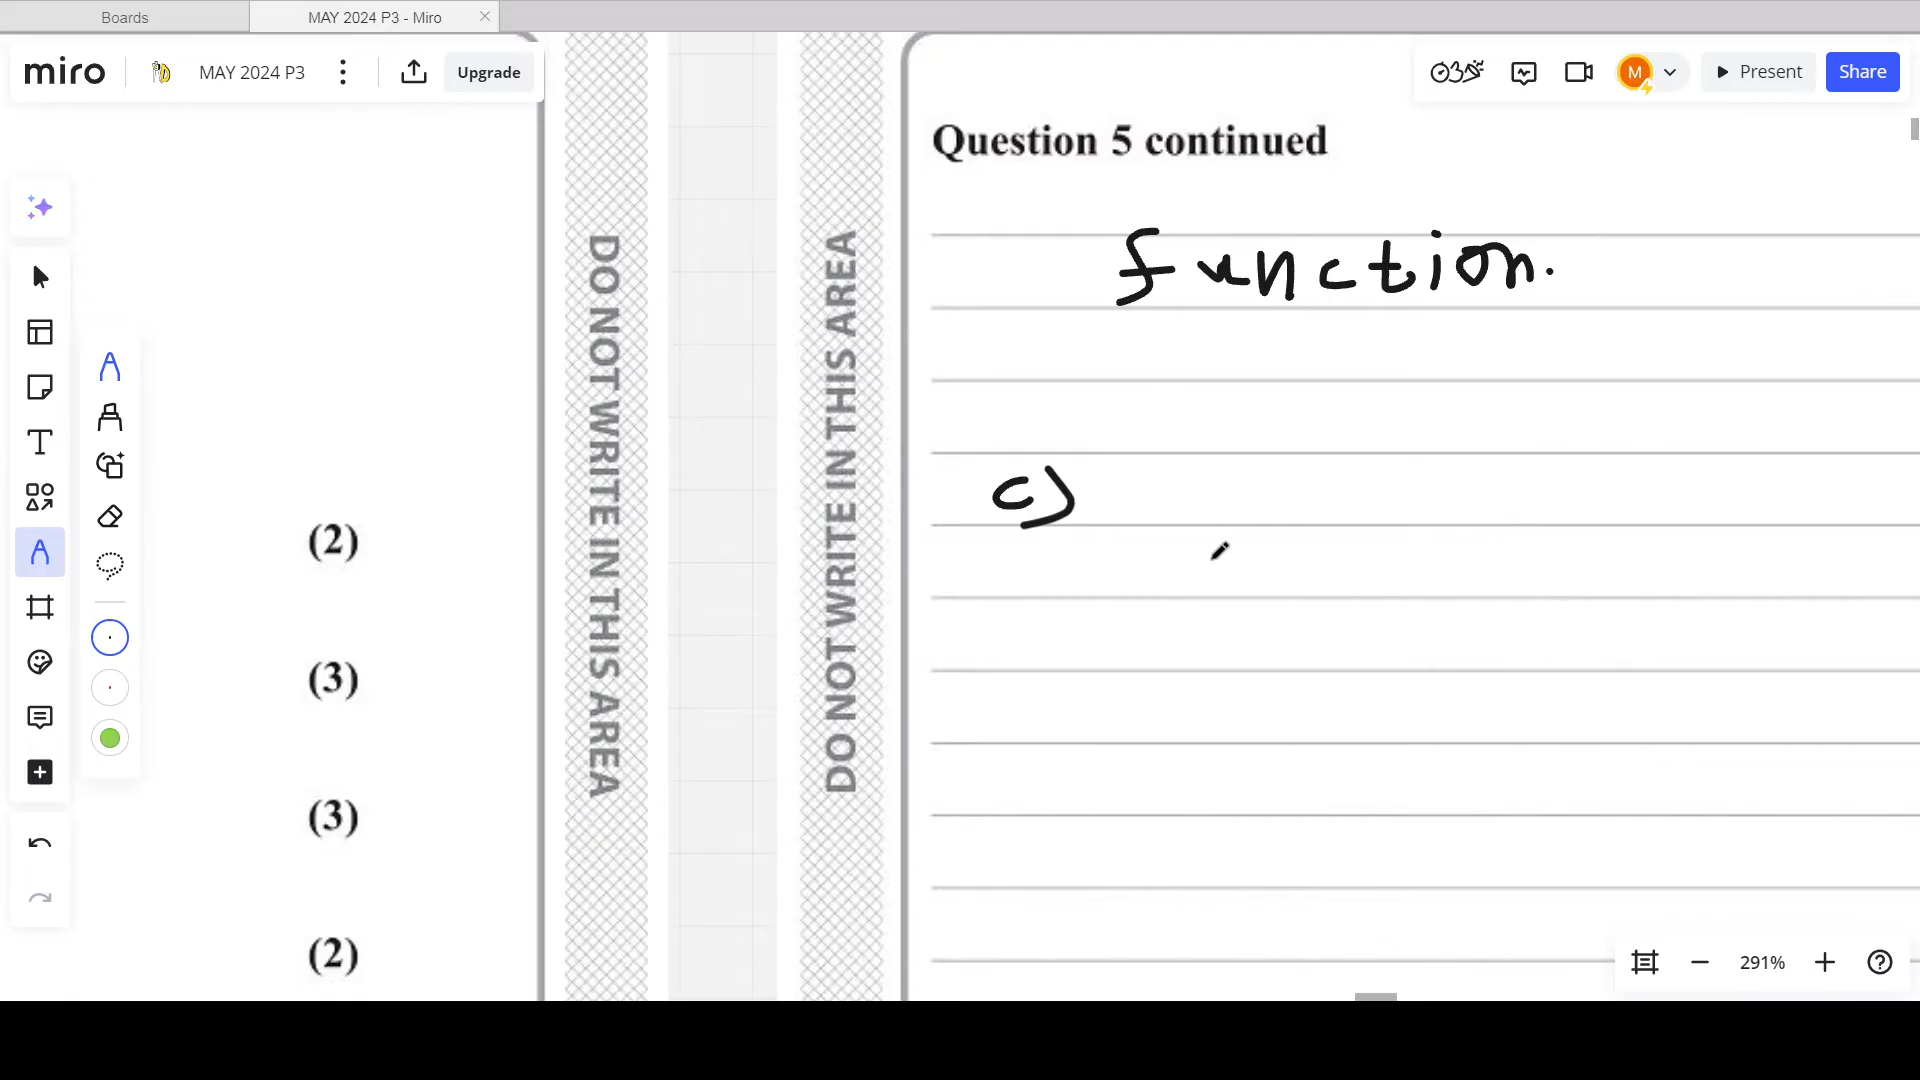 Boards
MAY 2024 P3 - Miro
miro
MAY 2024 P3
Upgrade
M
Present
Share
(2)
(3)
(3)
(2)
DO NOT WRITE IN THIS AREA
DO NOT WRITE IN THIS AREA
Question 5 continued
function.
c)
291%